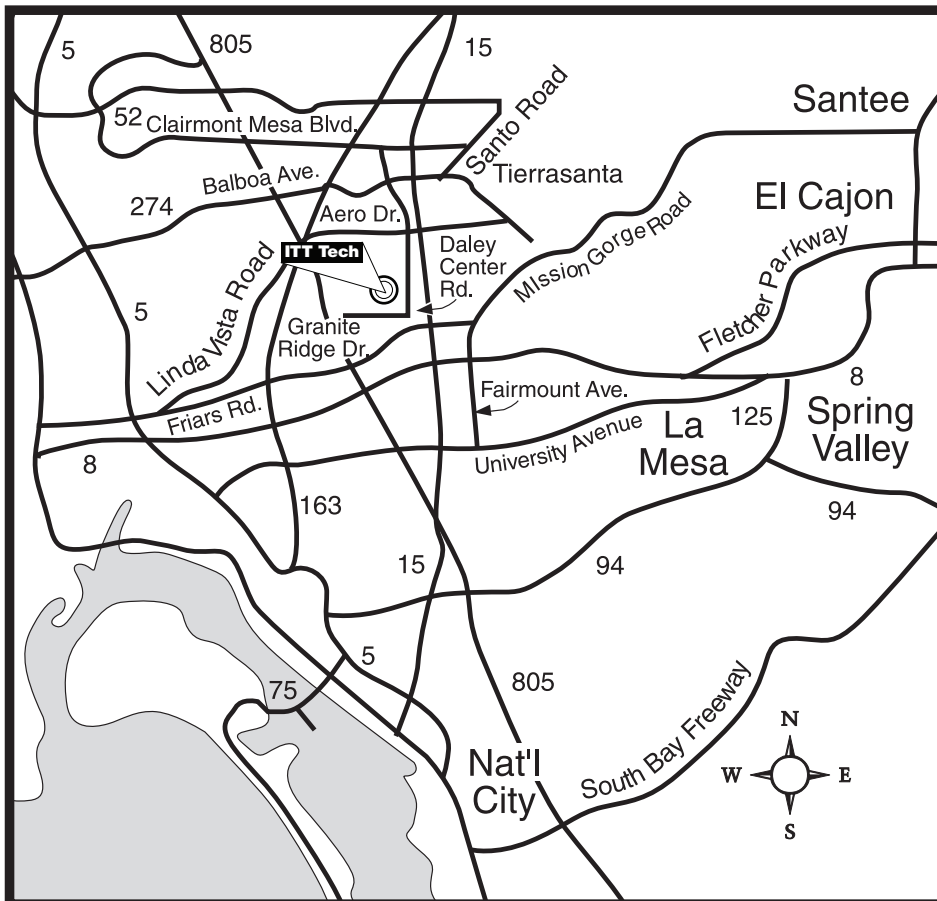 5
805
15
Santee
52
Clairmont Mesa Blvd.
Santo Road
Balboa Ave.
Tierrasanta
274
Aero Dr.
El Cajon
ITT Tech
Daley
Center
Rd.
MIssion Gorge Road
Fletcher Parkway
Linda Vista Road
5
Granite
Ridge Dr.
Friars Rd.
Fairmount Ave.
8
125
Spring
Valley
University Avenue
La
Mesa
8
163
94
15
94
5
75
805
South Bay Freeway
Nat'l
City
N
W
E
S